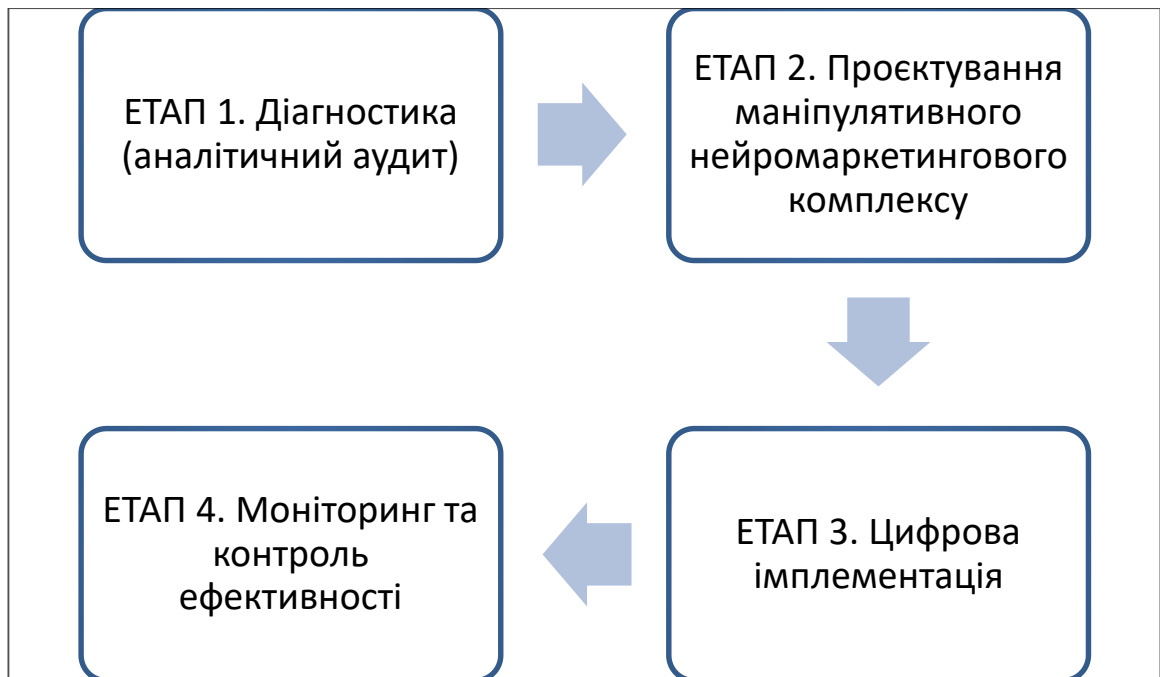 ЕТАП 1. Діагностика
(аналітичний аудит)
ЕТАП 2. Проєктування
маніпулятивного
нейромаркетингового
комплексу
ЕТАП 3. Цифрова
імплементація
ЕТАП 4. Моніторинг та
контроль
ефективності